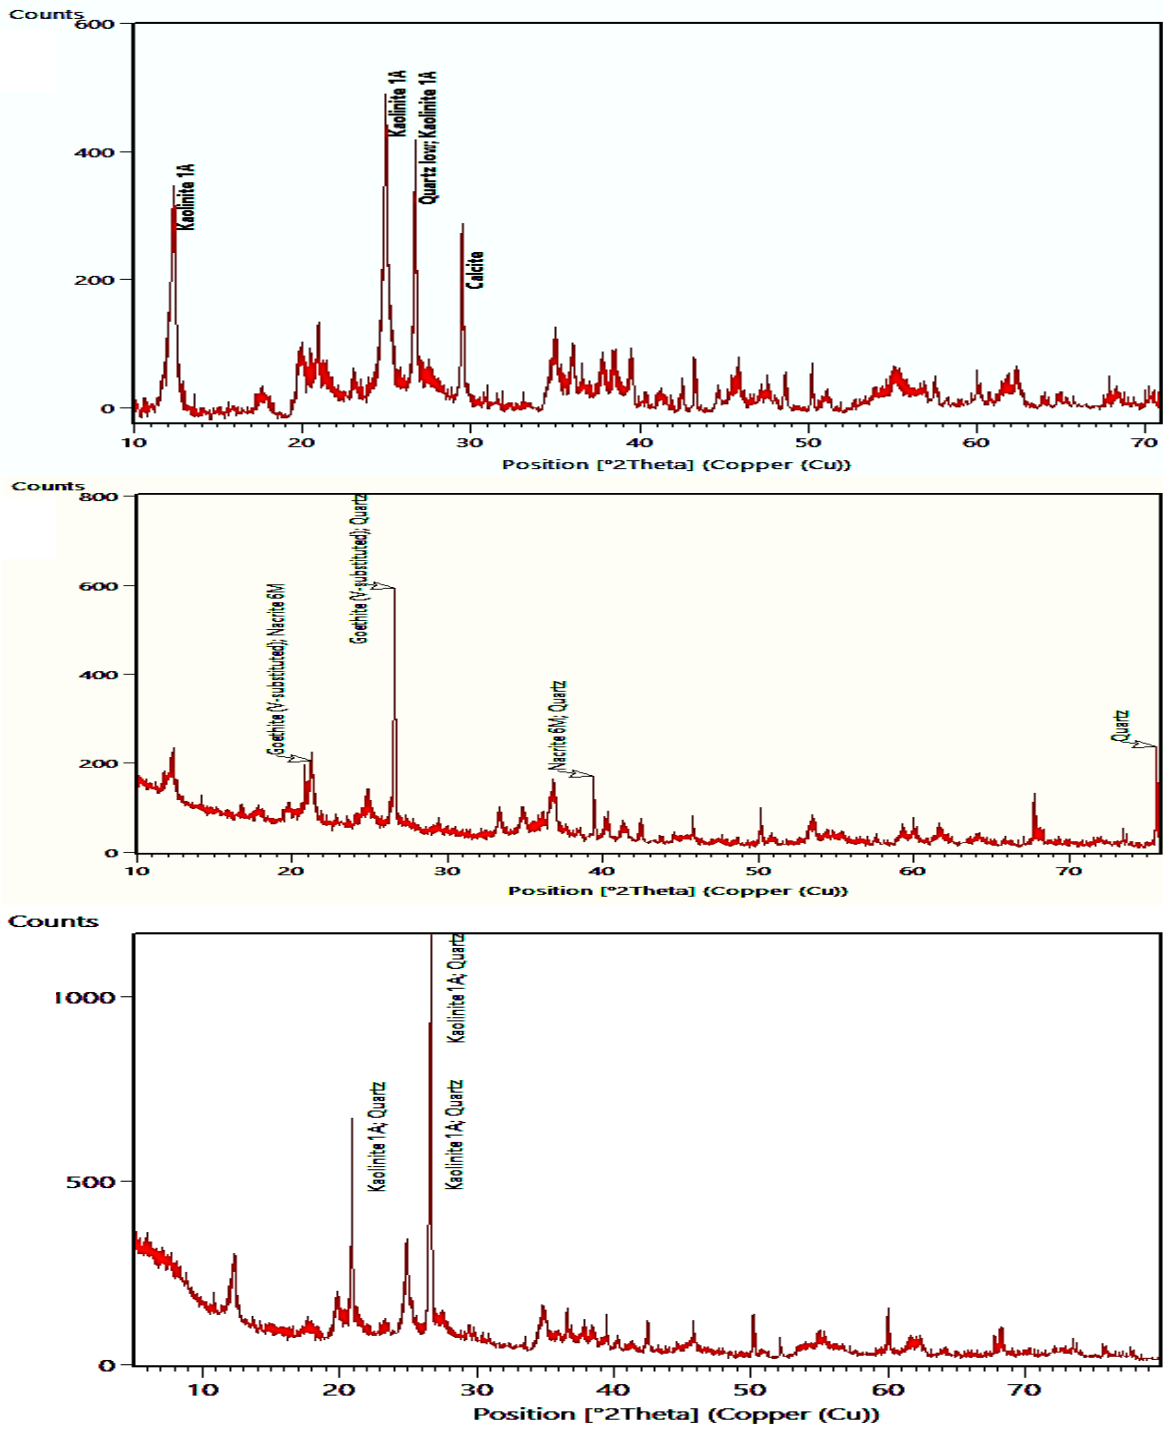 Counts
600
400
200
0
Kaolinite 1A
Kaolinite 1A
Quartz low; Kaolinite 1A
Calcite
10 20 30 40 50 60 70
Position [°2Theta] (Copper (Cu))
Counts
800
600
400
200
0
Goethite (V-substituted); Nacrite 6M
Goethite (V-substituted); Quartz
Nacrite 6M; Quartz
Quartz
10 20 30 40 50 60 70
Position [°2Theta] (Copper (Cu))
Counts
1000
500
0
Kaolinite 1A; Quartz
Kaolinite 1A; Quartz
Kaolinite 1A; Quartz
10 20 30 40 50 60 70
Position [°2Theta] (Copper (Cu))